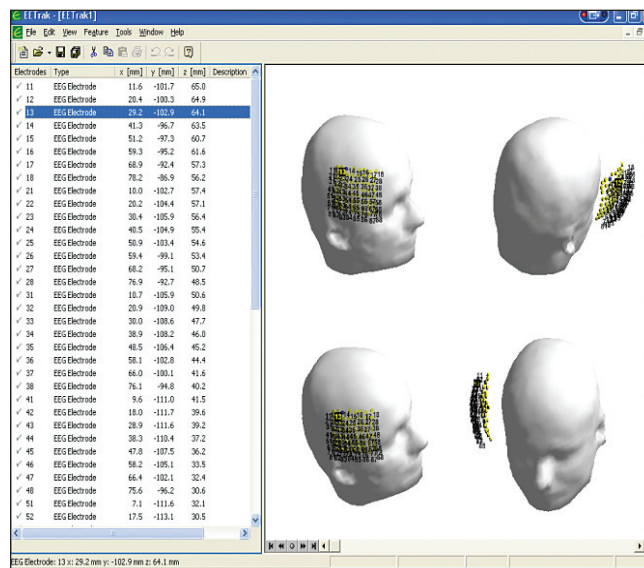 EETrak - [EETrak1]
File Edit View Feature Tools Window Help
Electrodes Type x [mm] y [mm] z [mm] Description
11 EEG Electrode 11.6 -101.7 65.0
12 EEG Electrode 20.4 -100.3 64.9
13 EEG Electrode 29.2 -102.9 64.1
14 EEG Electrode 41.3 -96.7 63.5
15 EEG Electrode 51.2 -97.3 60.7
16 EEG Electrode 59.3 -95.2 61.6
17 EEG Electrode 68.9 -92.4 57.3
18 EEG Electrode 78.2 -86.9 56.2
21 EEG Electrode 10.0 -102.7 57.4
22 EEG Electrode 20.2 -104.4 57.1
23 EEG Electrode 30.4 -105.9 56.4
24 EEG Electrode 40.5 -104.9 55.4
25 EEG Electrode 50.9 -103.4 54.6
26 EEG Electrode 59.4 -99.1 53.4
27 EEG Electrode 68.2 -95.1 50.7
28 EEG Electrode 76.9 -92.7 48.5
31 EEG Electrode 10.7 -105.9 50.6
32 EEG Electrode 20.9 -109.0 49.8
33 EEG Electrode 30.0 -108.6 47.7
34 EEG Electrode 38.9 -108.2 46.0
35 EEG Electrode 48.5 -106.4 45.2
36 EEG Electrode 58.1 -102.8 44.4
37 EEG Electrode 66.0 -100.1 41.6
38 EEG Electrode 76.1 -94.8 40.2
41 EEG Electrode 9.6 -111.0 41.5
42 EEG Electrode 18.0 -111.7 39.6
43 EEG Electrode 28.9 -111.6 39.2
44 EEG Electrode 38.3 -110.4 37.2
45 EEG Electrode 47.8 -107.5 36.2
46 EEG Electrode 58.2 -105.1 33.5
47 EEG Electrode 66.4 -102.1 32.4
48 EEG Electrode 75.6 -96.2 30.6
51 EEG Electrode 7.1 -111.6 32.1
52 EEG Electrode 17.5 -113.1 30.5
EEG Electrode: 13 x: 29.2 mm y: -102.9 mm z: 64.1 mm